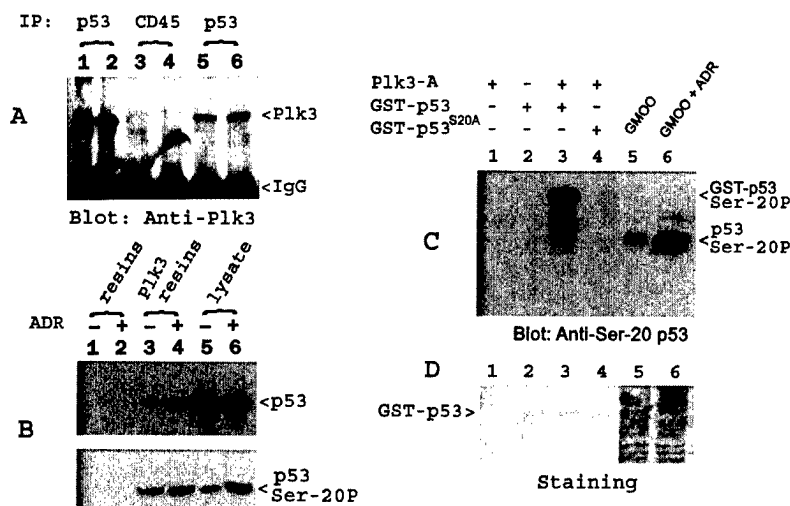 IP: p53 CD45 p53
1 2 3 4 5 6
A
<Plk3
<IgG
Blot: Anti-Plk3
resins Plk3 resins lysate
ADR - + - + - +
1 2 3 4 5 6
<p53
B
p53
<Ser-20P
Plk3-A + - + +
GST-p53 - + + -
GST-p53S20A - - - +
GMOO GMOO + ADR
1 2 3 4 5 6
C
<GST-p53
Ser-20P
<p53
Ser-20P
Blot: Anti-Ser-20 p53
D 1 2 3 4 5 6
GST-p53>
Staining